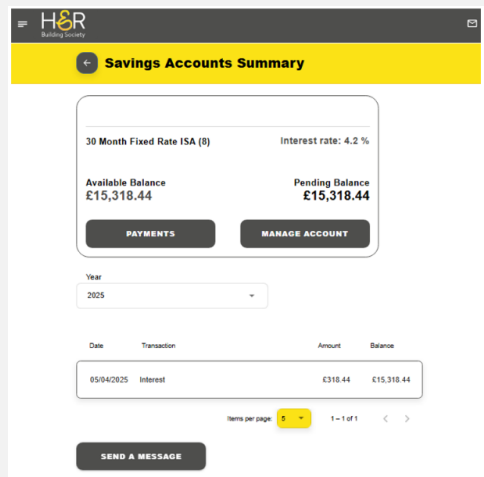 H&R
Building Society
Savings Accounts Summary
30 Month Fixed Rate ISA (8) Interest rate: 4.2 %
Available Balance Pending Balance
£15,318.44 £15,318.44
PAYMENTS MANAGE ACCOUNT
Year
2025
Date Transaction Amount Balance
05/04/2025 Interest £318.44 £15,318.44
Items per page: 5 1 – 1 of 1
SEND A MESSAGE